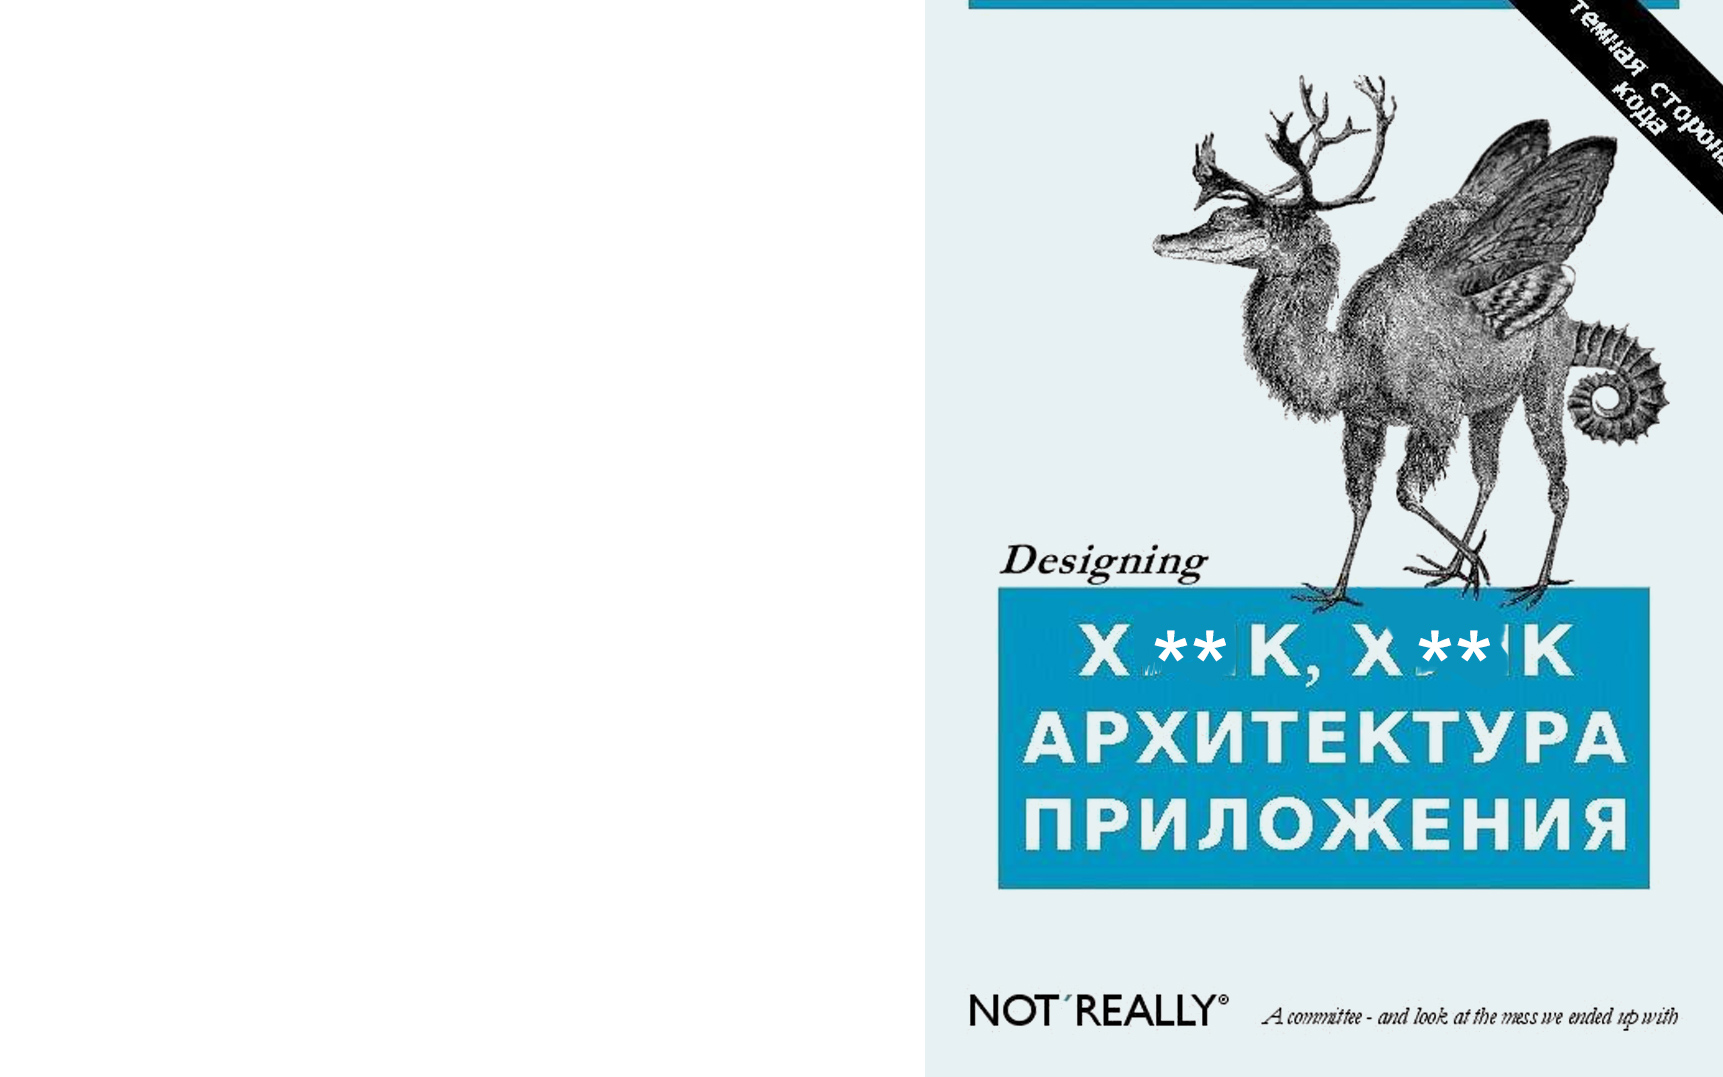 темная сторона
кода
Designing
Х**К, Х**К
АРХИТЕКТУРА
ПРИЛОЖЕНИЯ
NOT´REALLY®
A committee - and look at the mess we ended up with